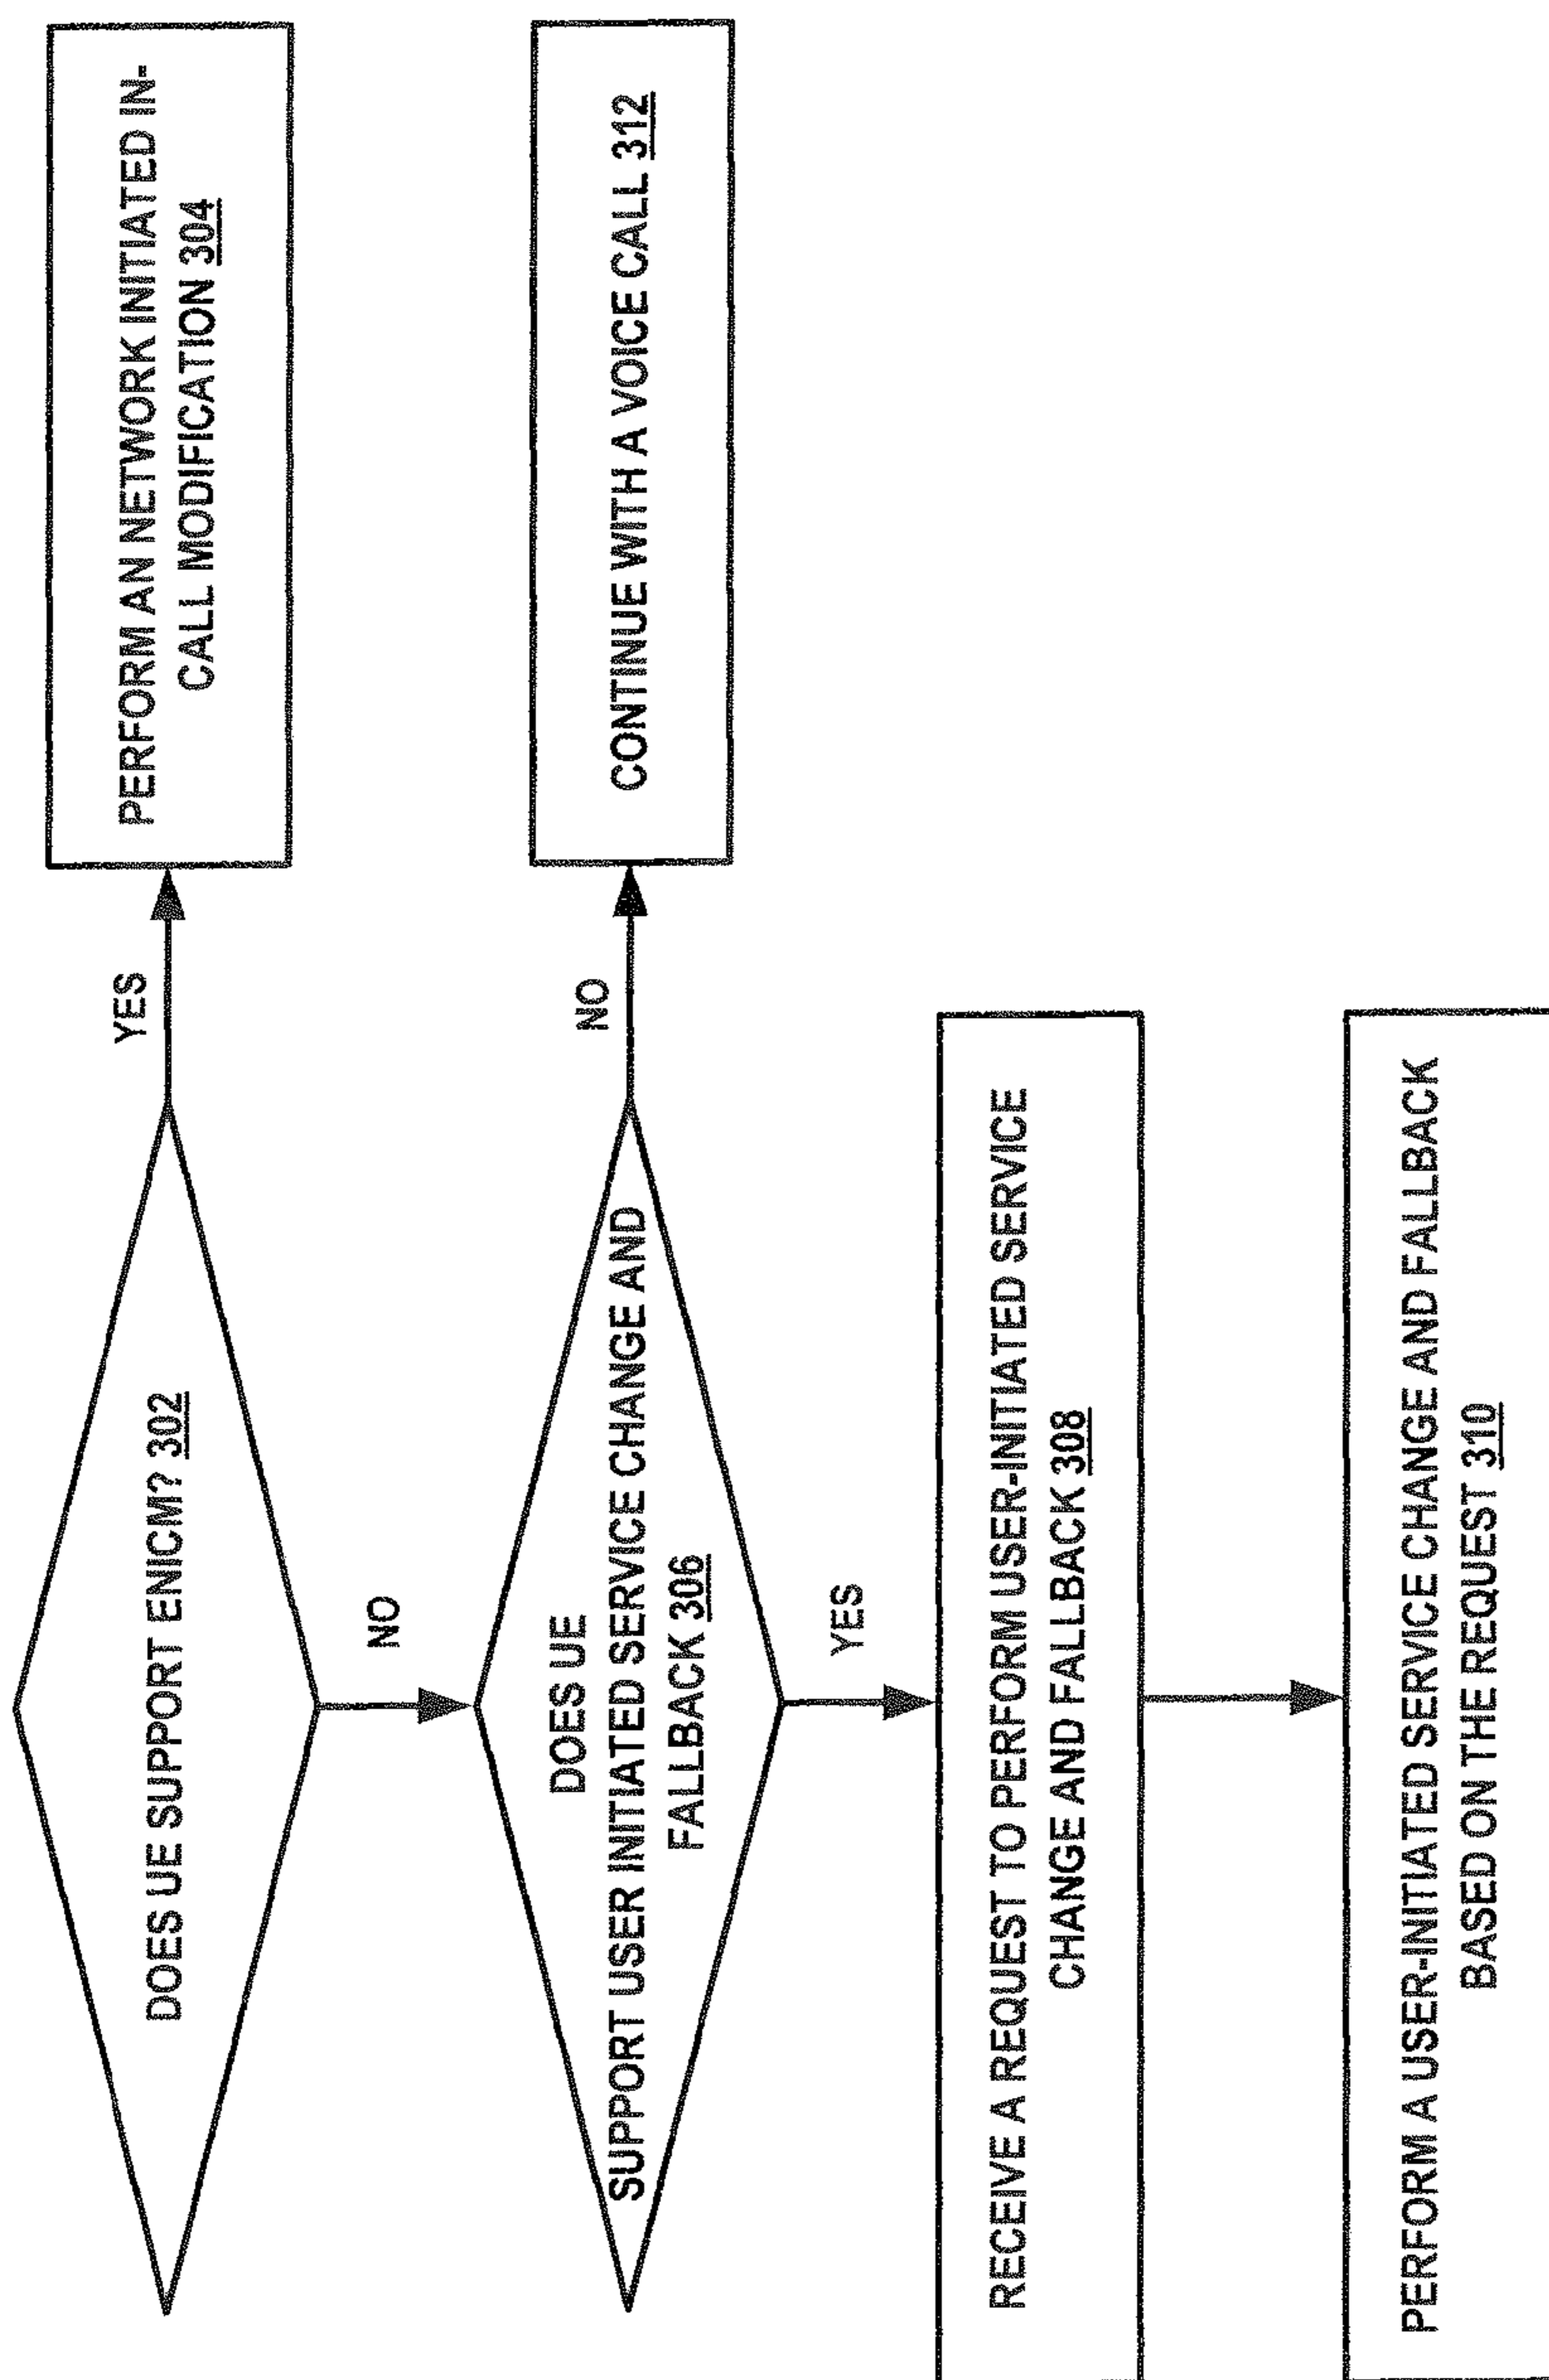 DOES UE SUPPORT ENICM? 302
YES
PERFORM AN NETWORK INITIATED IN-
CALL MODIFICATION 304
NO
DOES UE
SUPPORT USER INITIATED SERVICE CHANGE AND
FALLBACK 306
NO
CONTINUE WITH A VOICE CALL 312
YES
RECEIVE A REQUEST TO PERFORM USER-INITIATED SERVICE
CHANGE AND FALLBACK 308
PERFORM A USER-INITIATED SERVICE CHANGE AND FALLBACK
BASED ON THE REQUEST 310